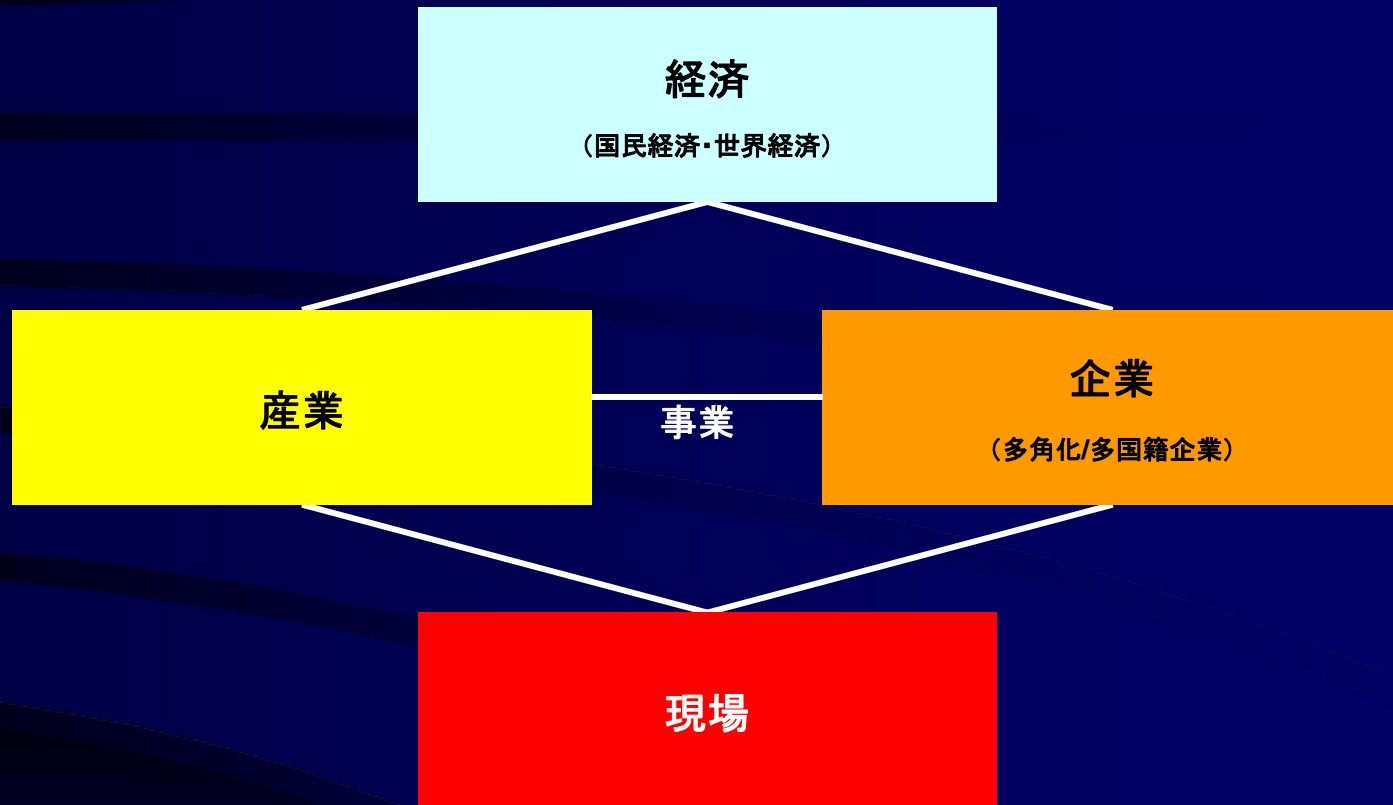 経済
（国民経済・世界経済）
産業
事業
企業
（多角化/多国籍企業）
現場